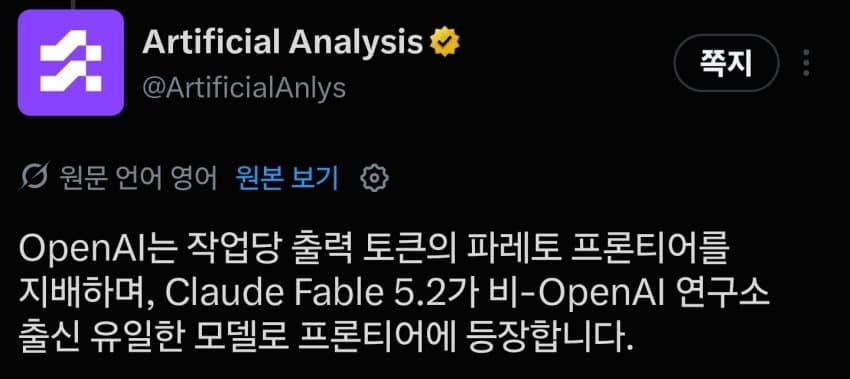 Artificial Analysis
@ArtificialAnlys
쪽지
원문 언어 영어 원본 보기
OpenAI는 작업당 출력 토큰의 파레토 프론티어를
지배하며, Claude Fable 5.2가 비-OpenAI 연구소
출신 유일한 모델로 프론티어에 등장합니다.